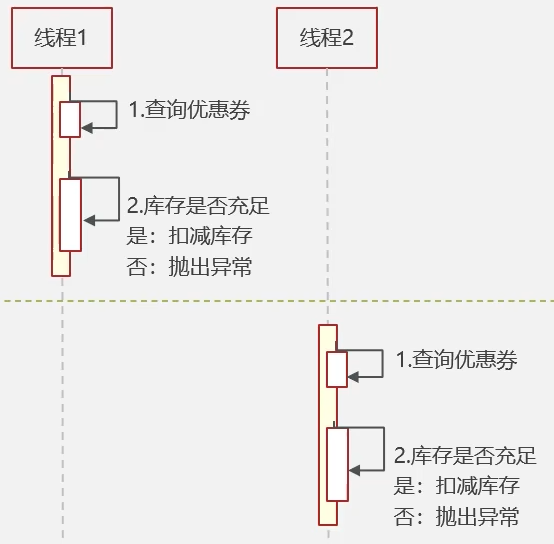 线程1
线程2
1.查询优惠券
2.库存是否充足
是：扣减库存
否：抛出异常
1.查询优惠券
2.库存是否充足
是：扣减库存
否：抛出异常